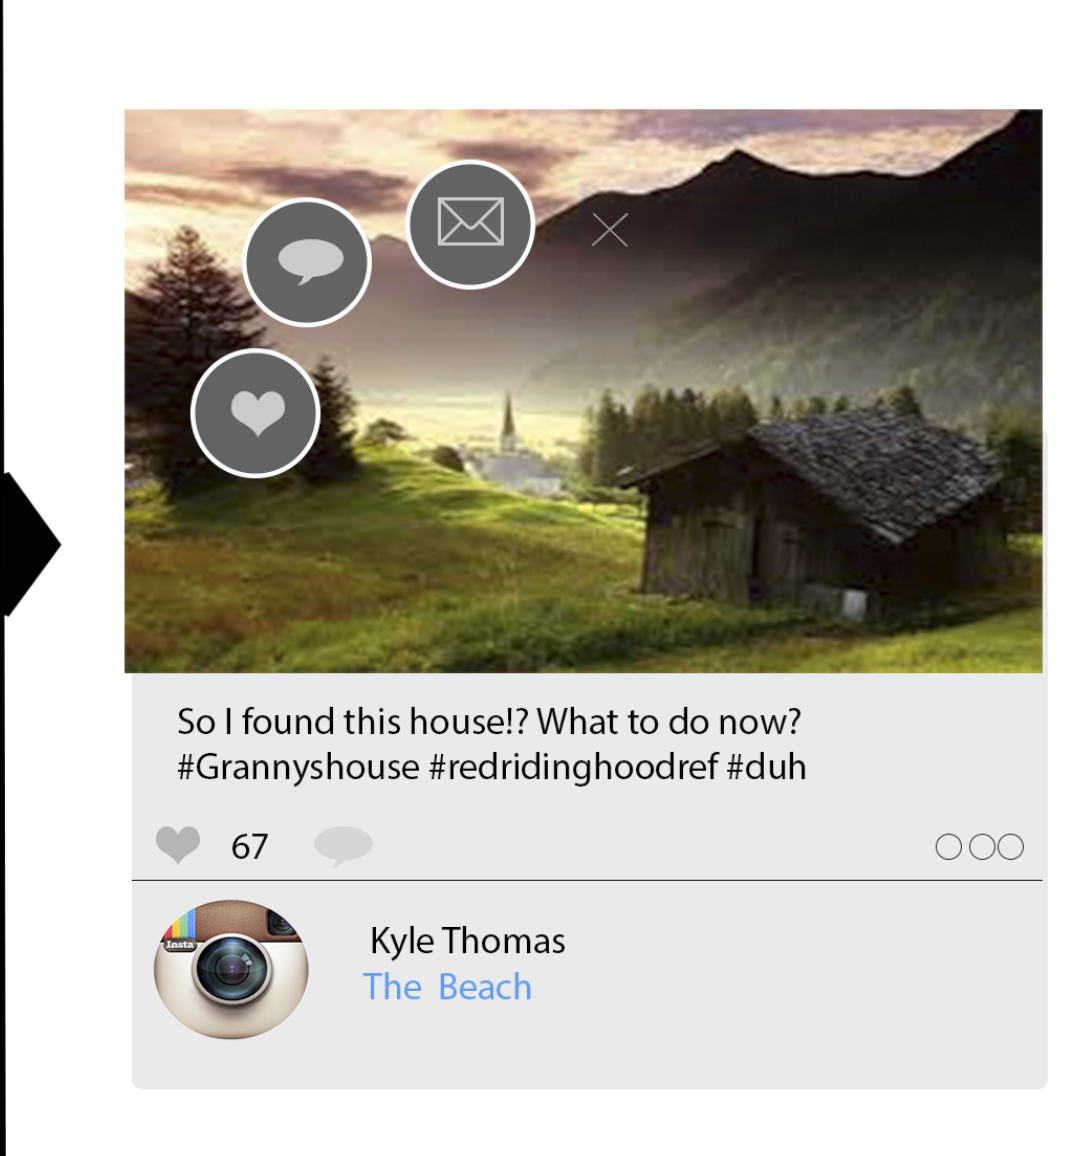 So I found this house!? What to do now?
#Grannyshouse #redridinghoodref #duh
67
Insta
Kyle Thomas
The Beach